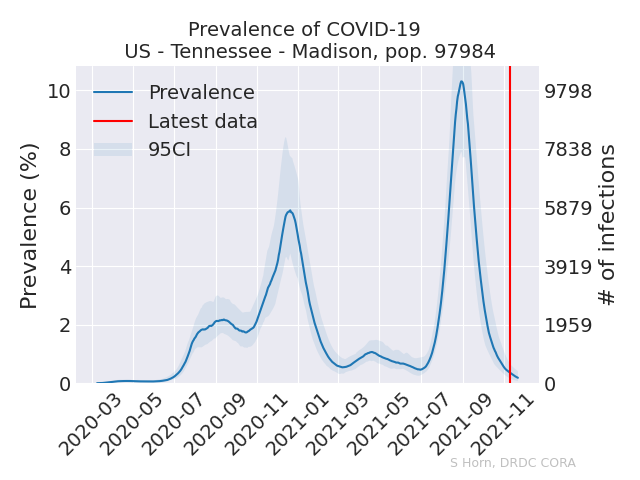 Prevalence of COVID-19
US - Tennessee - Madison, pop. 97984
Prevalence
Latest data
95CI
Prevalence (%)
10
8
6
4
2
0
9798
7838
5879
3919
1959
0
# of infections
2020-03
2020-05
2020-07
2020-09
2020-11
2021-01
2021-03
2021-05
2021-07
2021-09
2021-11
S Horn, DRDC CORA